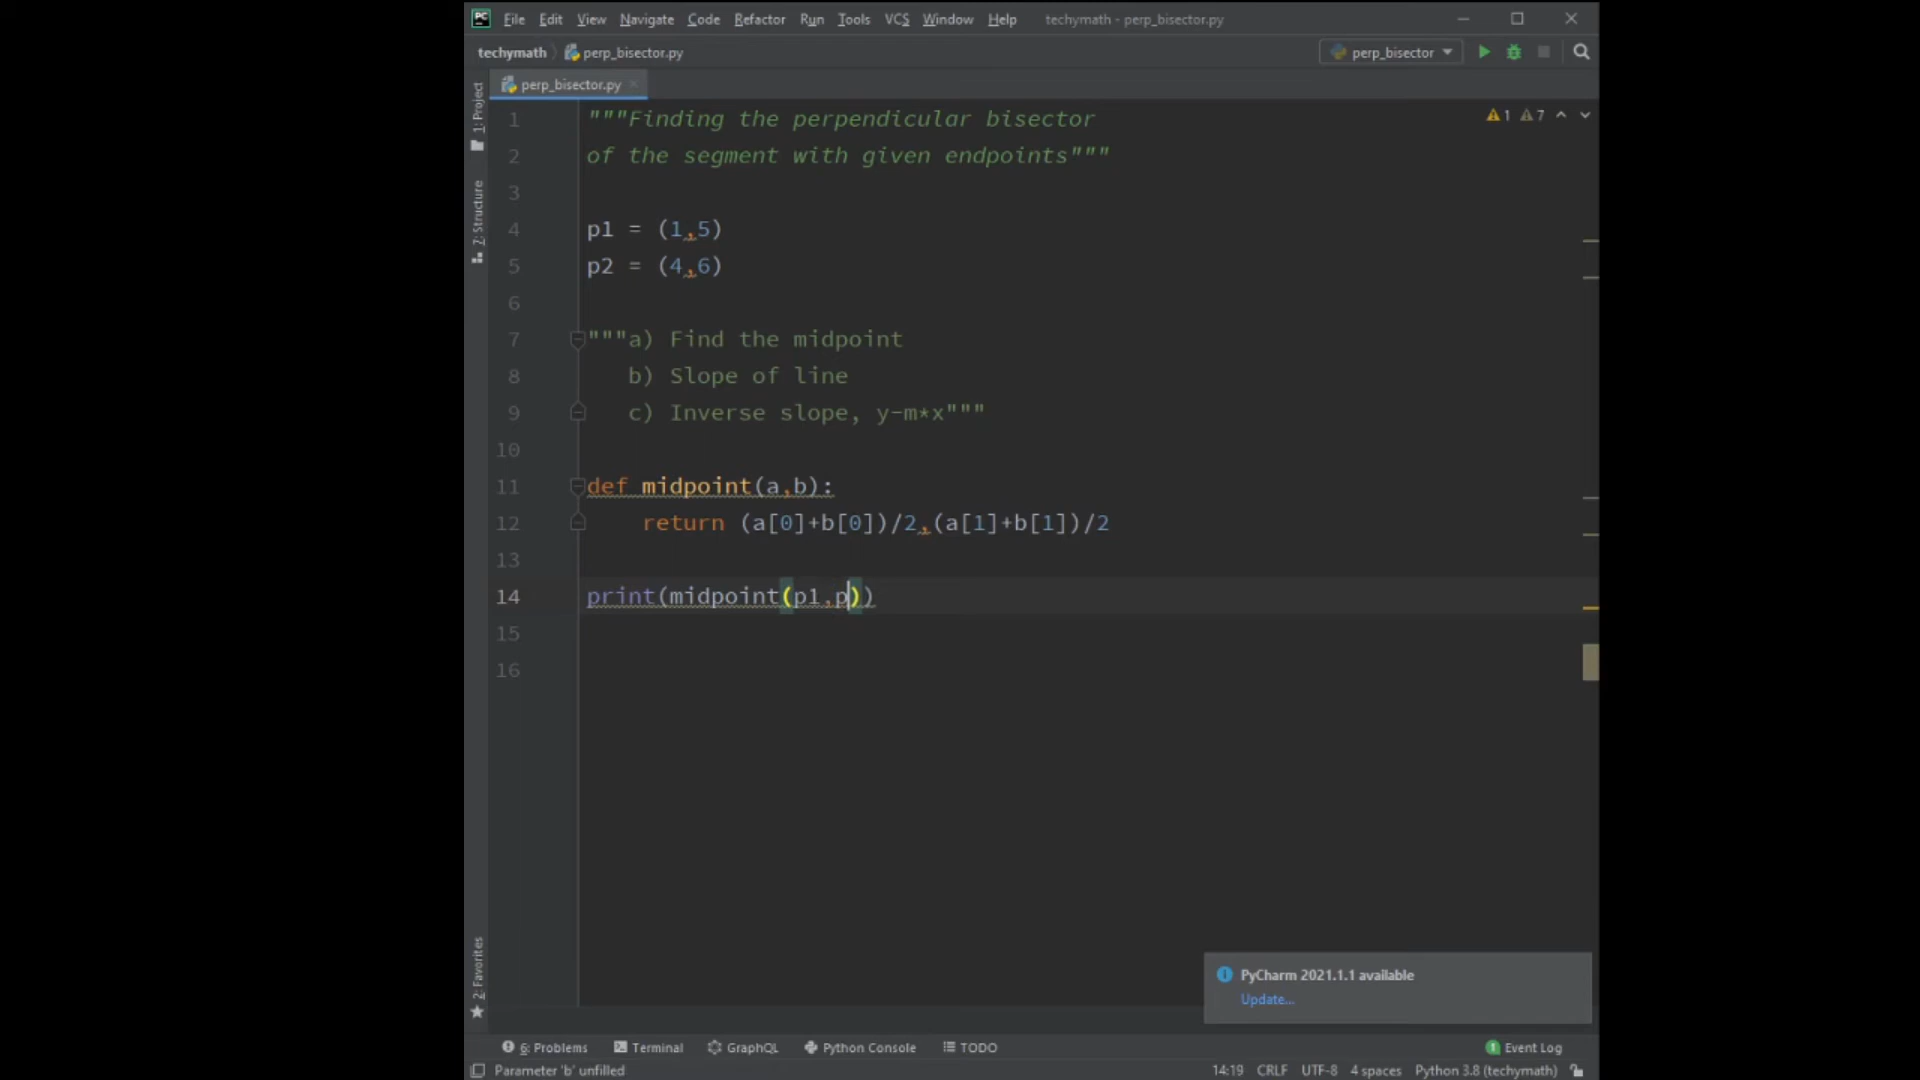 PC File Edit View Navigate Code Refactor Run Tools VCS Window Help techymath - perp_bisector.py
techymath perp_bisector.py perp_bisector
perp_bisector.py
1: Project
Z: Structure
2: Favorites
1 """Finding the perpendicular bisector
2 of the segment with given endpoints"""
3
4 p1 = (1,5)
5 p2 = (4,6)
6
7 """a) Find the midpoint
8 b) Slope of line
9 c) Inverse slope, y-m*x"""
10
11 def midpoint(a,b):
12 return (a[0]+b[0])/2,(a[1]+b[1])/2
13
14 print(midpoint(p1,p))
15
16
1 7
PyCharm 2021.1.1 available
Update...
6: Problems Terminal GraphQL Python Console TODO 1 Event Log
Parameter 'b' unfilled 14:19 CRLF UTF-8 4 spaces Python 3.8 (techymath)